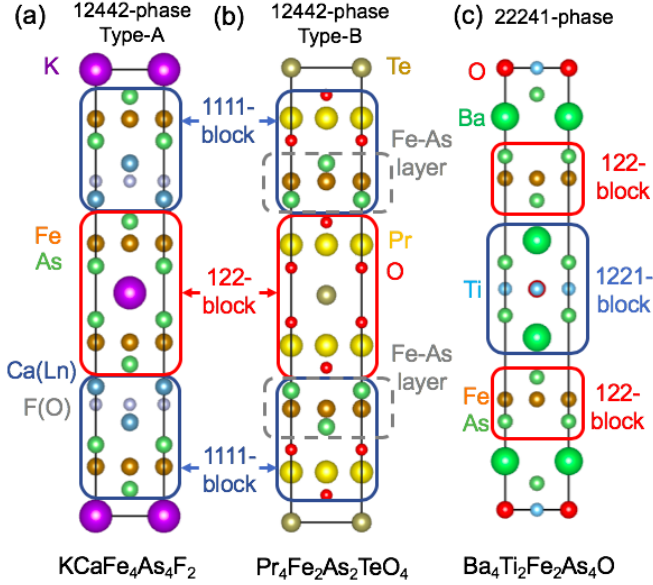 (a) 12442-phase
Type-A
(b) 12442-phase
Type-B
(c) 22241-phase
K
Te
O
Ba
1111-
block
Fe-As
layer
122-
block
Fe
As
Pr
O
122-
block
Ti
1221-
block
Ca(Ln)
F(O)
Fe-As
layer
Fe
As
122-
block
1111-
block
KCaFe₄As₄F₂
Pr₄Fe₂As₂TeO₄
Ba₄Ti₂Fe₂As₄O